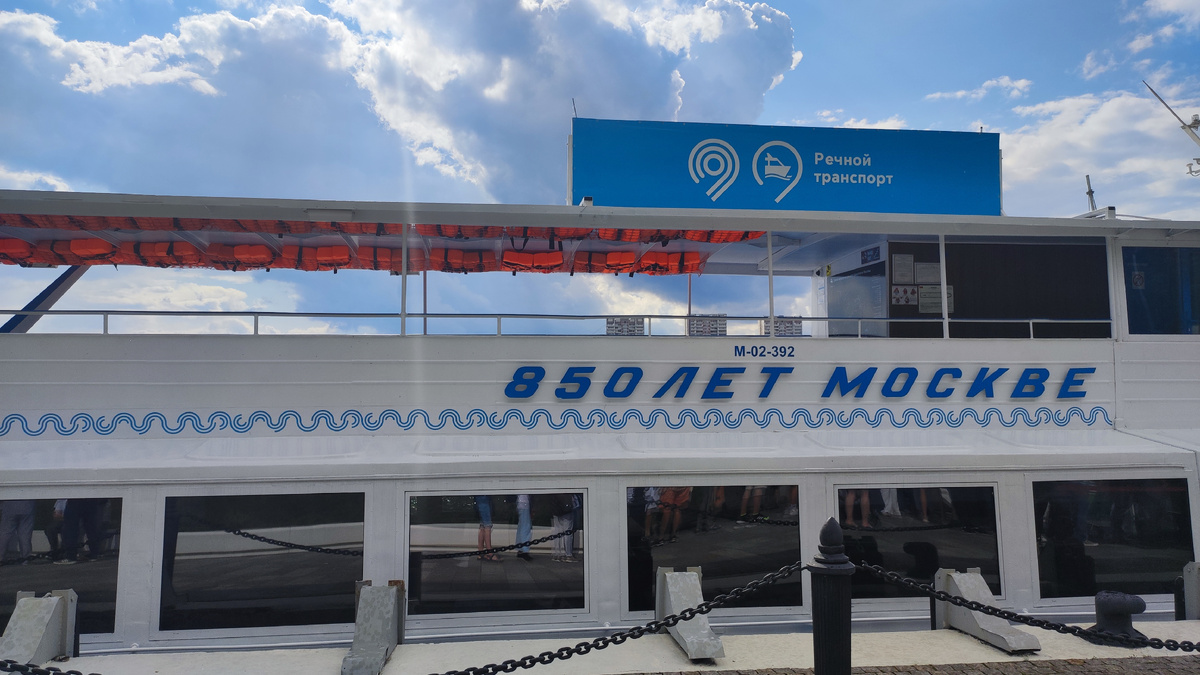 Речной
транспорт
М-02-392
850 ЛЕТ МОСКВЕ